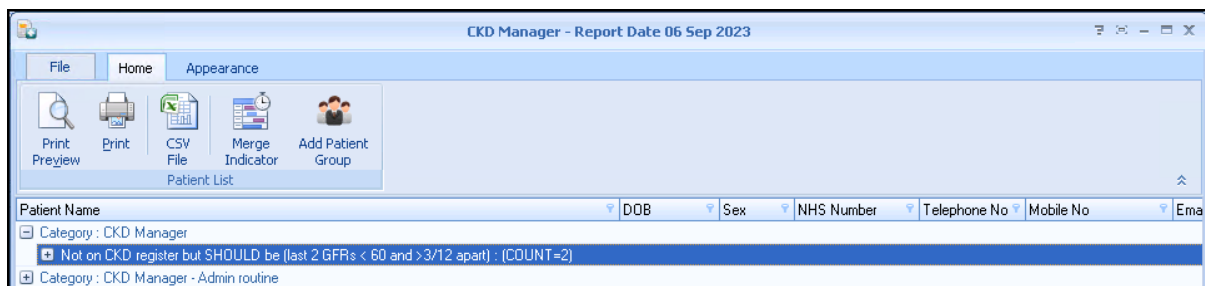 CKD Manager - Report Date 06 Sep 2023
File Home Appearance
Print Preview Print CSV File Merge Indicator Add Patient Group
Patient List
Patient Name DOB Sex NHS Number Telephone No Mobile No Ema
Category : CKD Manager
Not on CKD register but SHOULD be (last 2 GFRs < 60 and >3/12 apart) : (COUNT=2)
Category : CKD Manager - Admin routine